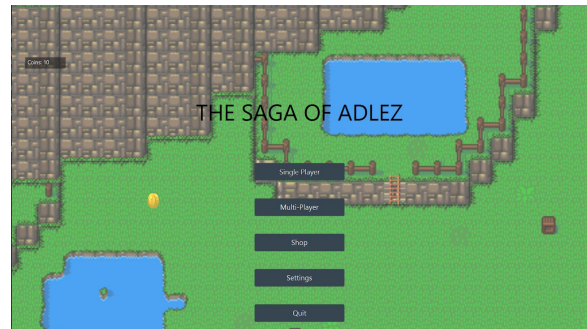 Coins: 10
THE SAGA OF ADLEZ
Single Player
Multi-Player
Shop
Settings
Quit